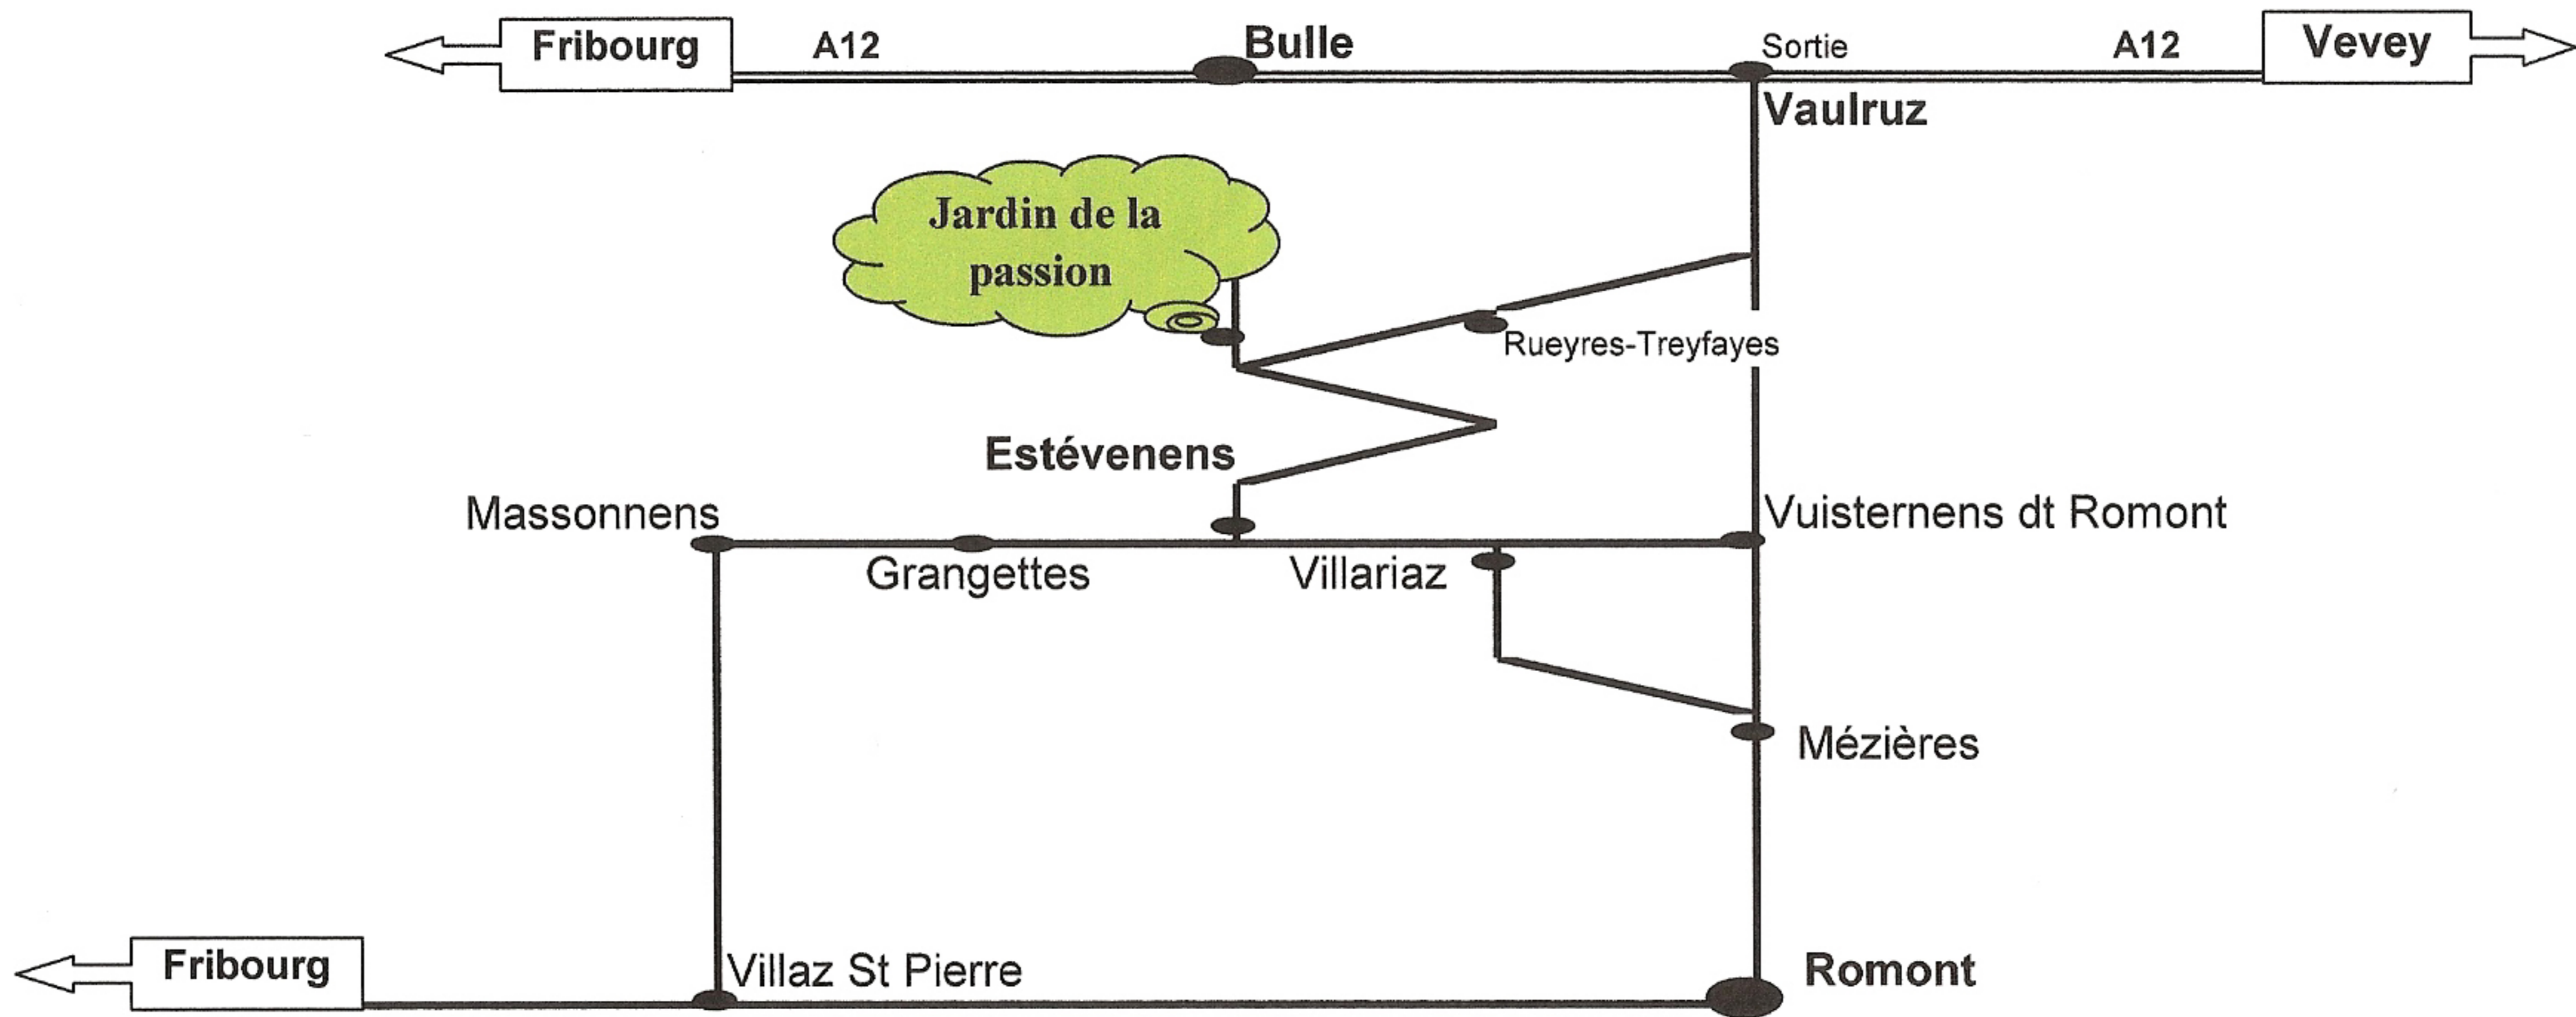 Fribourg
A12
Bulle
Sortie
A12
Vevey
Vaulruz
Jardin de la
passion
Rueyres-Treyfayes
Estévenens
Massonnens
Vuisternens dt Romont
Grangettes
Villariaz
Mézières
Fribourg
Villaz St Pierre
Romont